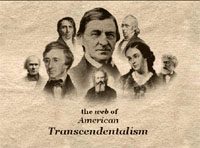 the web of
American
Transcendentalism